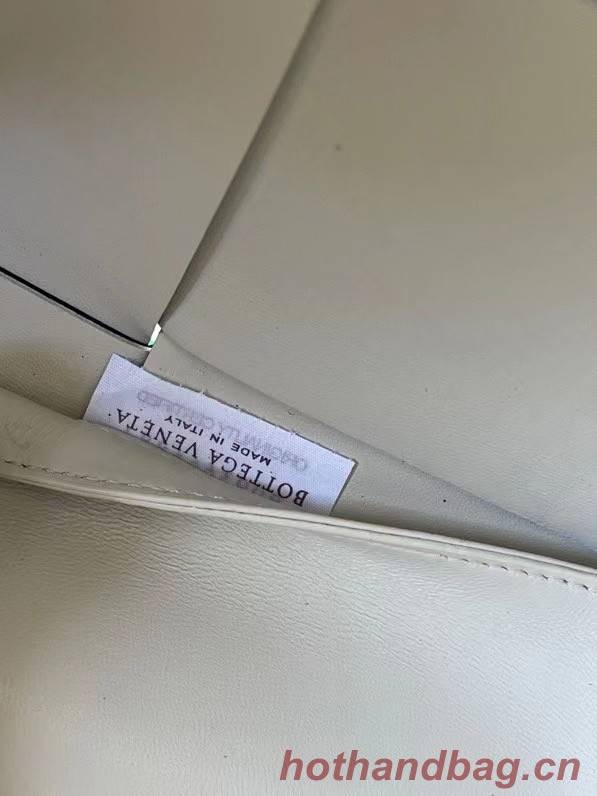 BOTTEGA VENETA.
MADE IN ITALY
hothandbag.cn